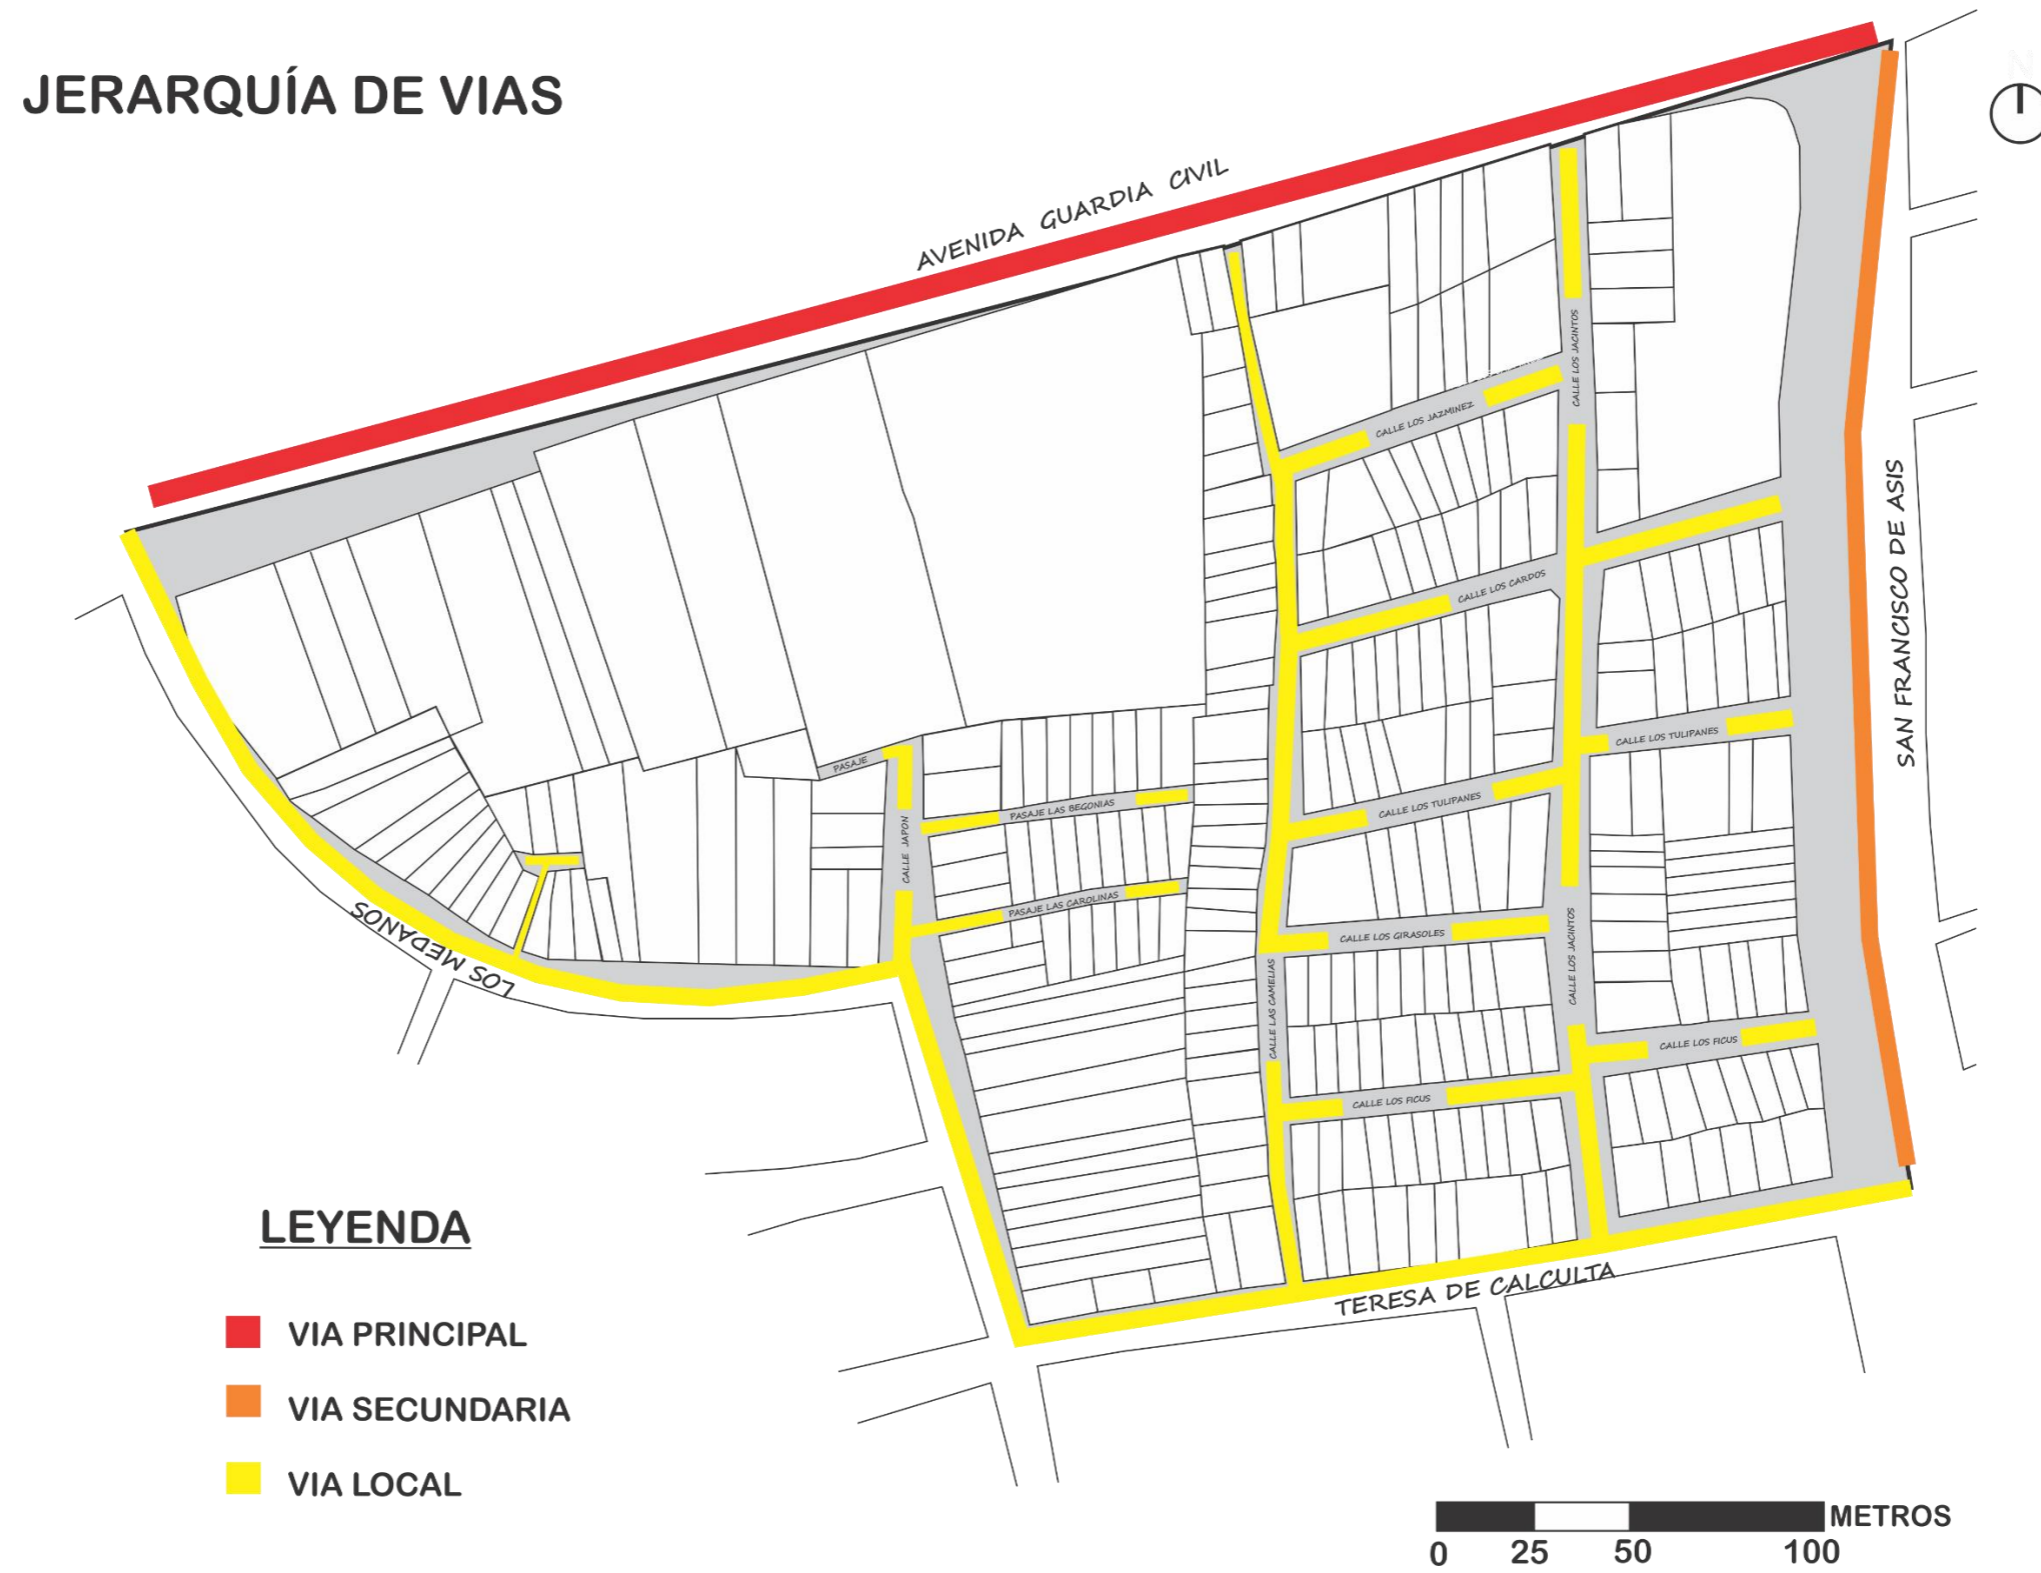 JERARQUÍA DE VIAS
N
AVENIDA GUARDIA CIVIL
CALLE LOS JACINTOS
CALLE LOS JAZMINEZ
SAN FRANCISCO DE ASIS
CALLE LOS CARDOS
CALLE LOS TULIPANES
PASAJE
CALLE LOS TULIPANES
PASAJE LAS BEGONIAS
CALLE JAPON
PASAJE LAS CAROLINAS
LOS MEDANOS
CALLE LOS GIRASOLES
CALLE LOS JACINTOS
CALLE LAS CAMELIAS
CALLE LOS FICUS
CALLE LOS FICUS
TERESA DE CALCULTA
LEYENDA
VIA PRINCIPAL
VIA SECUNDARIA
VIA LOCAL
METROS
0 25 50 100